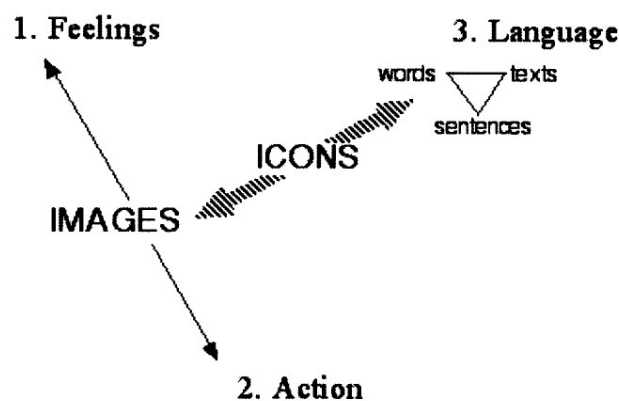 1. Feelings
3. Language
words texts
sentences
ICONS
IMAGES
2. Action